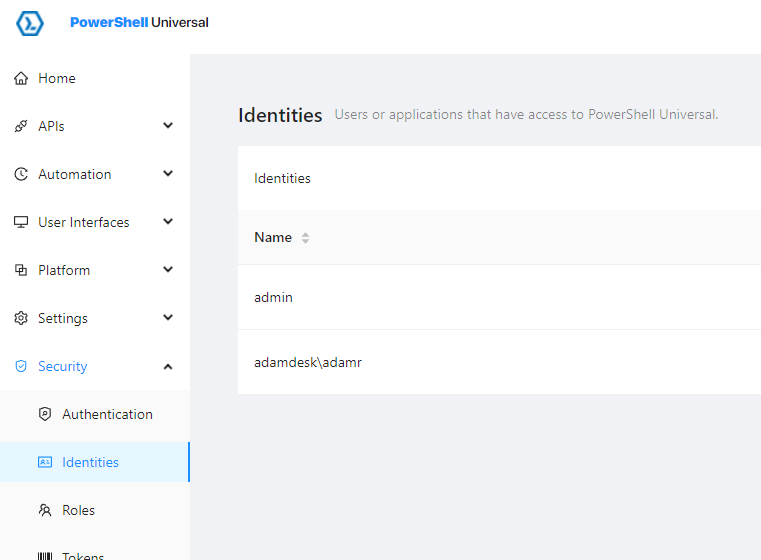 PowerShell Universal
Home
APIs
Automation
User Interfaces
Platform
Settings
Security
Authentication
Identities
Roles
Tokens
Identities Users or applications that have access to PowerShell Universal.
Identities
Name
admin
adamdesk\adamr